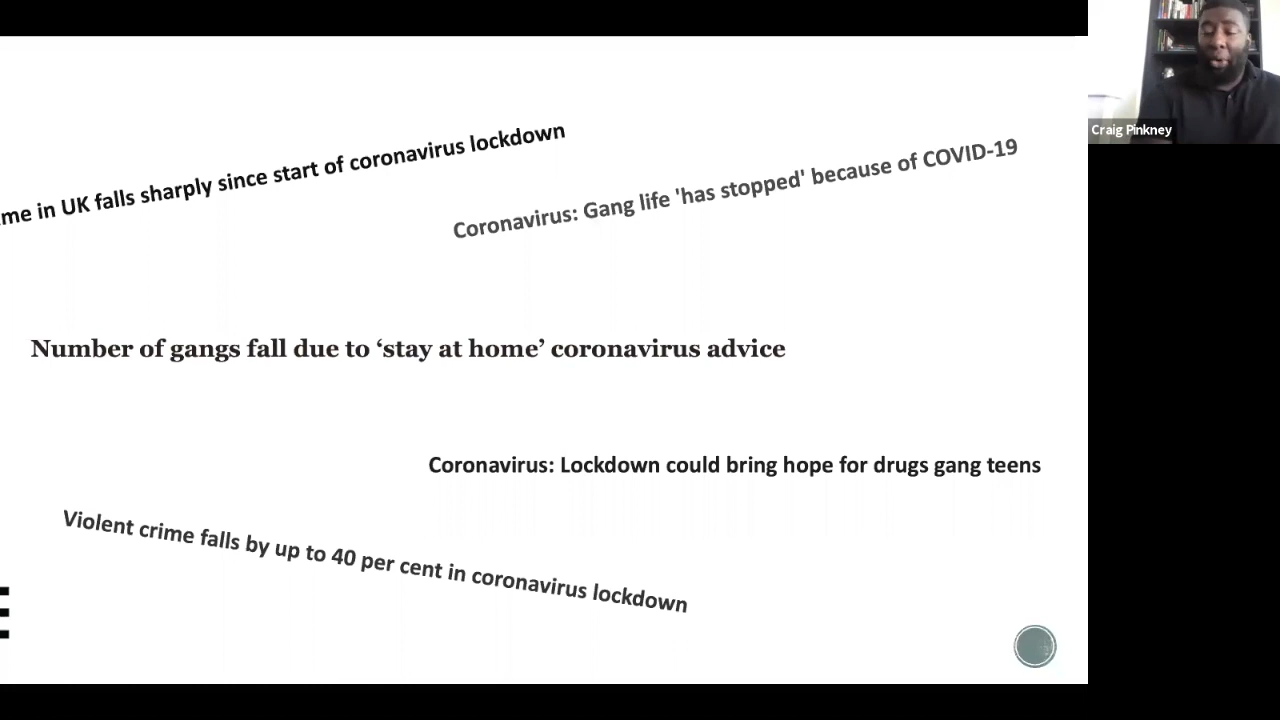 me in UK falls sharply since start of coronavirus lockdown
Coronavirus: Gang life 'has stopped' because of COVID-19
Number of gangs fall due to ‘stay at home’ coronavirus advice
Coronavirus: Lockdown could bring hope for drugs gang teens
Violent crime falls by up to 40 per cent in coronavirus lockdown
Craig Pinkney